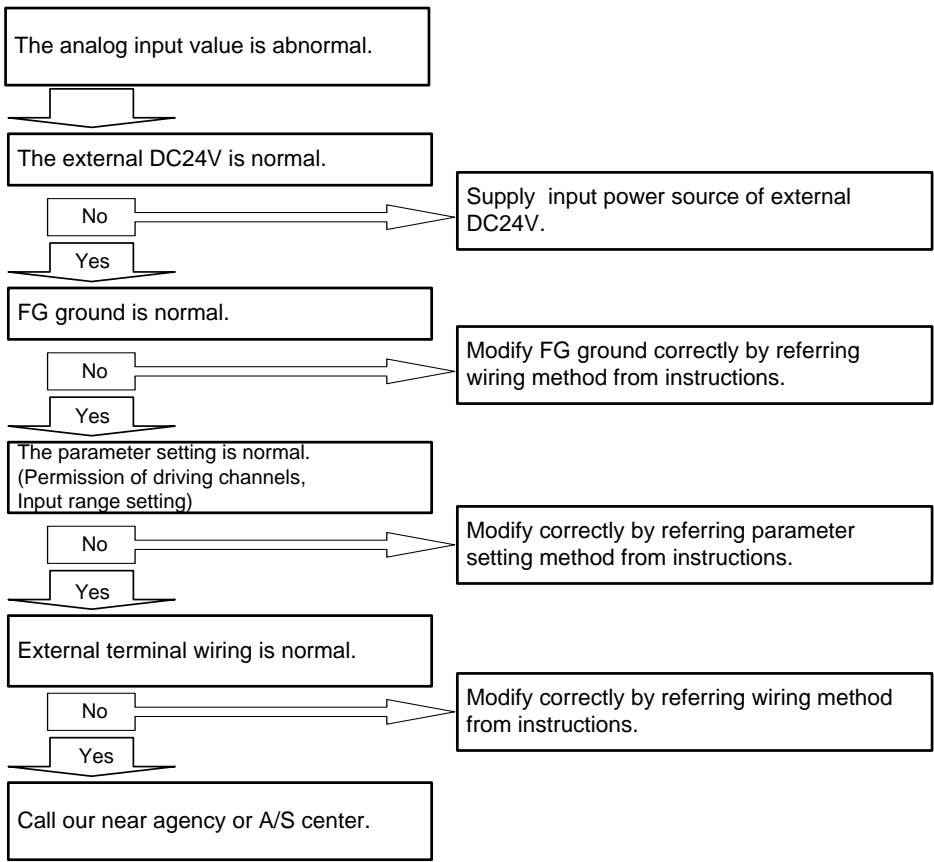 The analog input value is abnormal.
The external DC24V is normal.
No
Supply input power source of external
DC24V.
Yes
FG ground is normal.
No
Modify FG ground correctly by referring
wiring method from instructions.
Yes
The parameter setting is normal.
(Permission of driving channels,
Input range setting)
No
Modify correctly by referring parameter
setting method from instructions.
Yes
External terminal wiring is normal.
No
Modify correctly by referring wiring method
from instructions.
Yes
Call our near agency or A/S center.